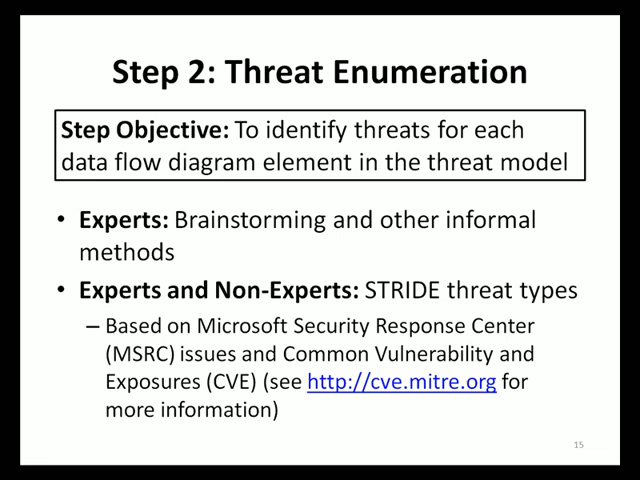 Step 2: Threat Enumeration
Step Objective: To identify threats for each
data flow diagram element in the threat model
• Experts: Brainstorming and other informal
methods
• Experts and Non-Experts: STRIDE threat types
– Based on Microsoft Security Response Center
(MSRC) issues and Common Vulnerability and
Exposures (CVE) (see http://cve.mitre.org for
more information)
15